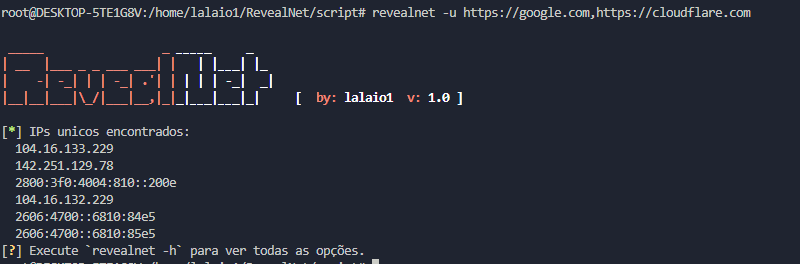 root@DESKTOP-5TE1G8V:/home/lalaio1/RevealNet/script# revealnet -u https://google.com,https://cloudflare.com
RevealNet [ by: lalaio1 v: 1.0 ]
[*] IPs unicos encontrados:
104.16.133.229
142.251.129.78
2800:3f0:4004:810::200e
104.16.132.229
2606:4700::6810:84e5
2606:4700::6810:85e5
[?] Execute `revealnet -h` para ver todas as opções.